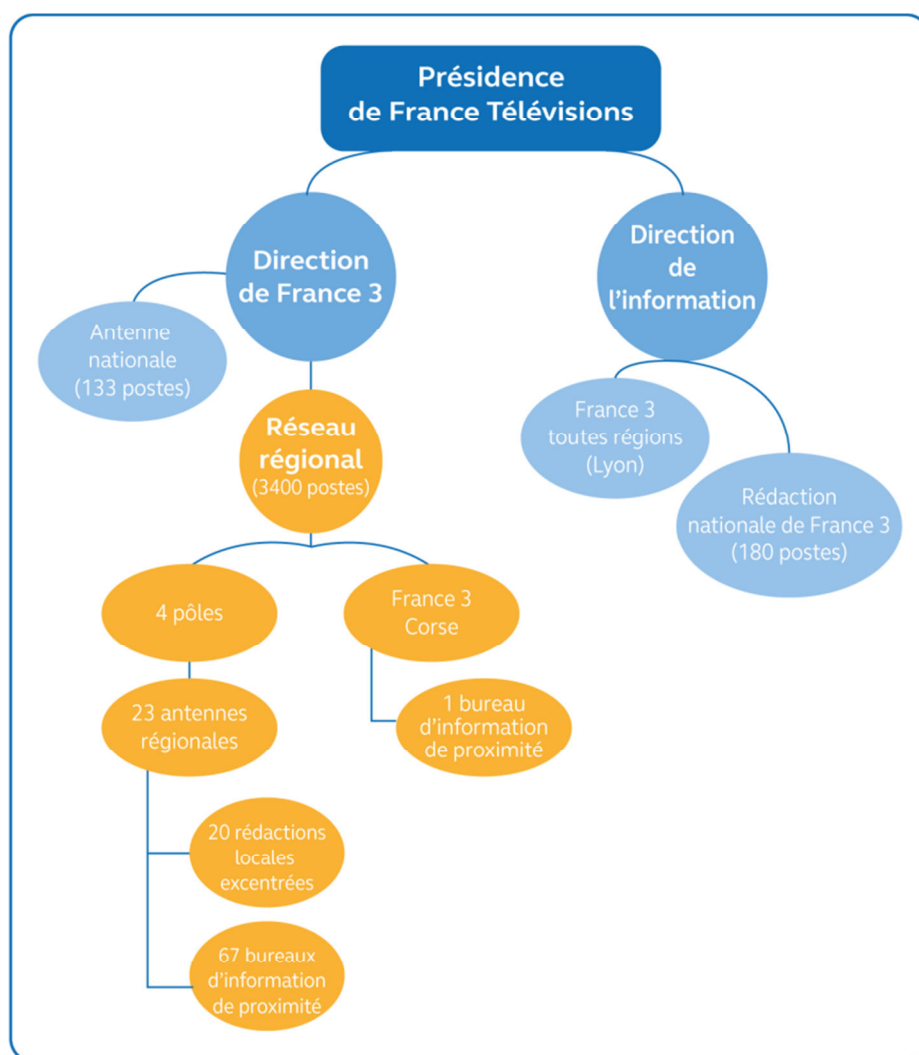 Présidence
de France Télévisions
Direction
de France 3
Direction
de
l'information
Antenne
nationale
(133 postes)
France 3
toutes régions
(Lyon)
Réseau
régional
(3400 postes)
Rédaction
nationale de France 3
(180 postes)
4 pôles
France 3
Corse
23 antennes
régionales
1 bureau
d'information
de proximité
20 rédactions
locales
excentrées
67 bureaux
d'information
de proximité